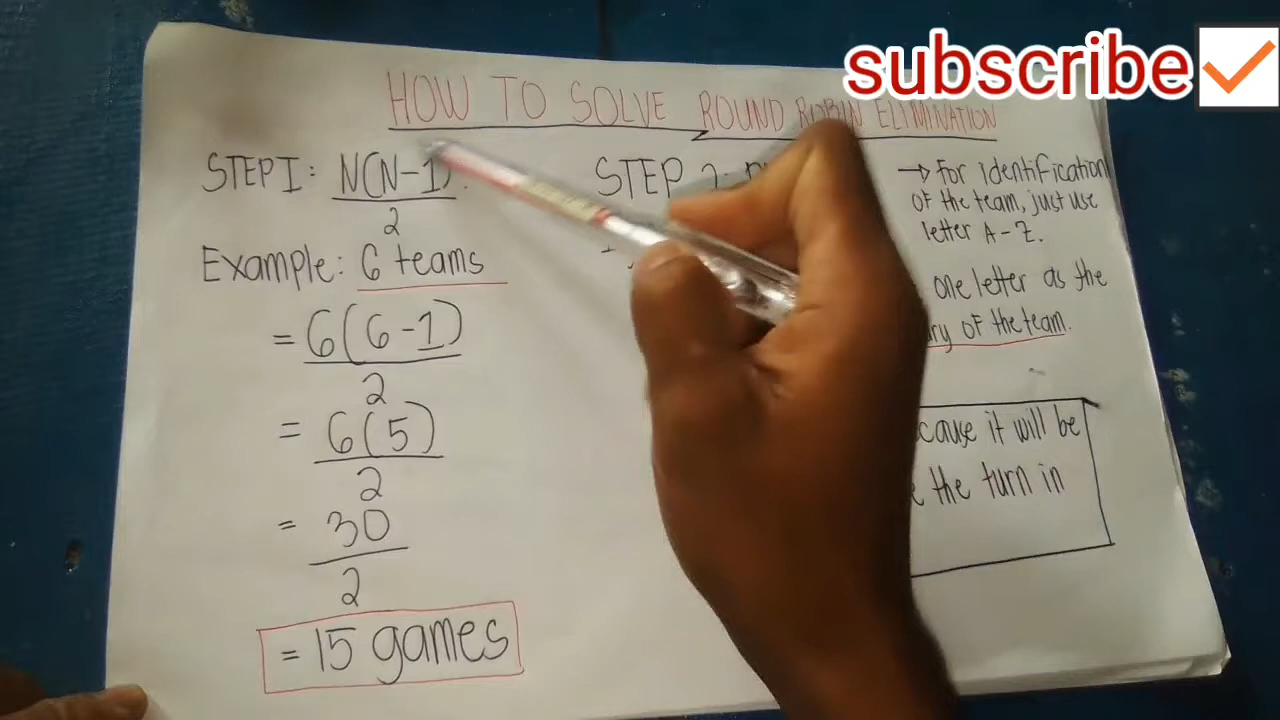 subscribe
HOW TO SOLVE ROUND ROBIN ELIMINATION
STEP I: N(N-1)
2
Example: 6 teams
= 6(6-1)
2
= 6(5)
2
= 30
2
= 15 games
STEP 2:
→ For identification
of the team, just use
letter A-Z.
one letter as the
of the team.
it will be
the turn in